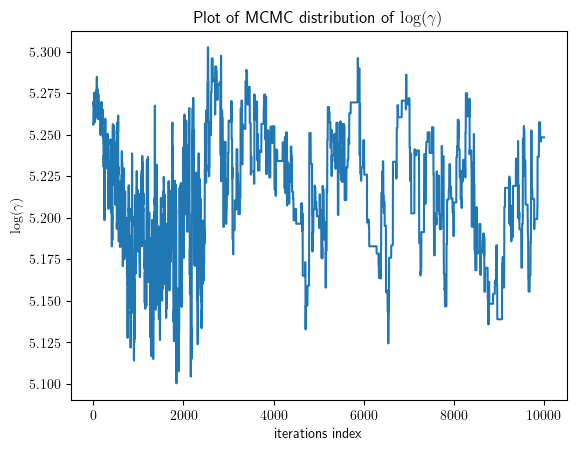 Plot of MCMC distribution of log(γ)
5.300
5.275
5.250
5.225
5.200
5.175
5.150
5.125
5.100
log(γ)
0 2000 4000 6000 8000 10000
iterations index